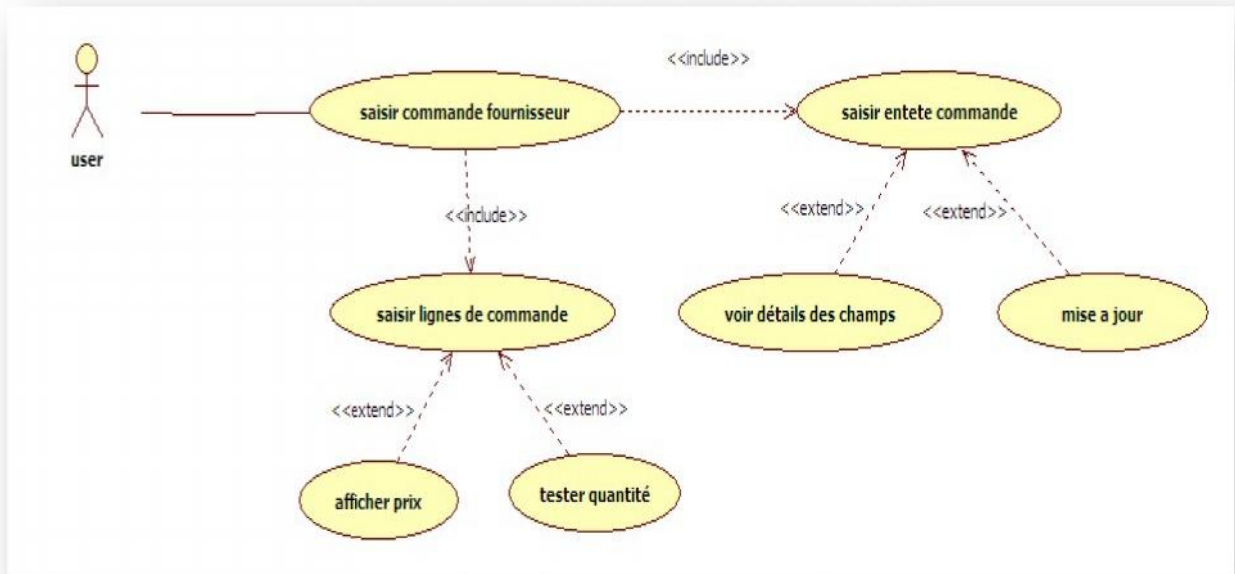 <<include>>
saisir commande fournisseur
saisir entete commande
user
<<include>>
<<extend>>
<<extend>>
saisir lignes de commande
voir détails des champs
mise a jour
<<extend>>
<<extend>>
afficher prix
tester quantité